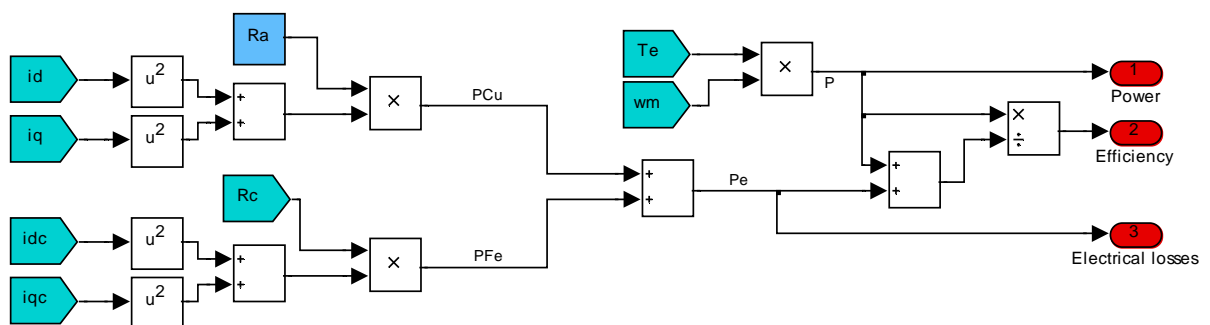 Ra
id
u²
+
+
×
PCu
iq
u²
Te
wm
×
P
1
Power
×
÷
2
Efficiency
+
+
Pe
+
+
Rc
idc
u²
+
+
×
PFe
iqc
u²
3
Electrical losses